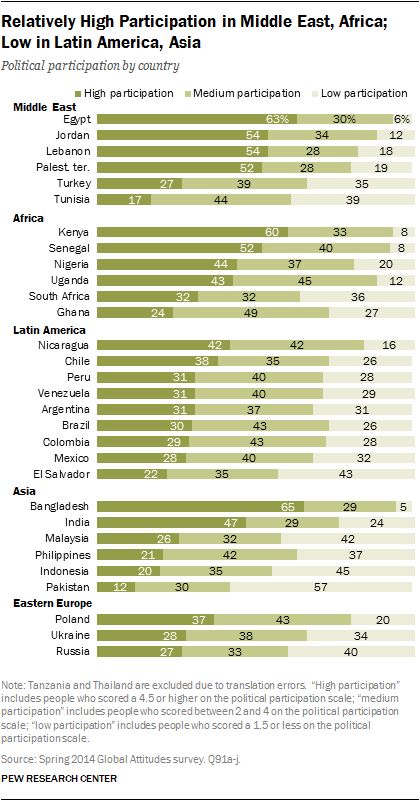 Relatively High Participation in Middle East, Africa;
Low in Latin America, Asia
Political participation by country
High participation Medium participation Low participation
Middle East
Egypt 63% 30% 6%
Jordan 54 34 12
Lebanon 54 28 18
Palest. ter. 52 28 19
Turkey 27 39 35
Tunisia 17 44 39
Africa
Kenya 60 33 8
Senegal 52 40 8
Nigeria 44 37 20
Uganda 43 45 12
South Africa 32 32 36
Ghana 24 49 27
Latin America
Nicaragua 42 42 16
Chile 38 35 26
Peru 31 40 28
Venezuela 31 40 29
Argentina 31 37 31
Brazil 30 43 26
Colombia 29 43 28
Mexico 28 40 32
El Salvador 22 35 43
Asia
Bangladesh 65 29 5
India 47 29 24
Malaysia 26 32 42
Philippines 21 42 37
Indonesia 20 35 45
Pakistan 12 30 57
Eastern Europe
Poland 37 43 20
Ukraine 28 38 34
Russia 27 33 40
Note: Tanzania and Thailand are excluded due to translation errors. “High participation”
includes people who scored a 4.5 or higher on the political participation scale; “medium
participation” includes people who scored between 2 and 4 on the political participation
scale; “low participation” includes people who scored a 1.5 or less on the political
participation scale.
Source: Spring 2014 Global Attitudes survey. Q91a-j.
PEW RESEARCH CENTER